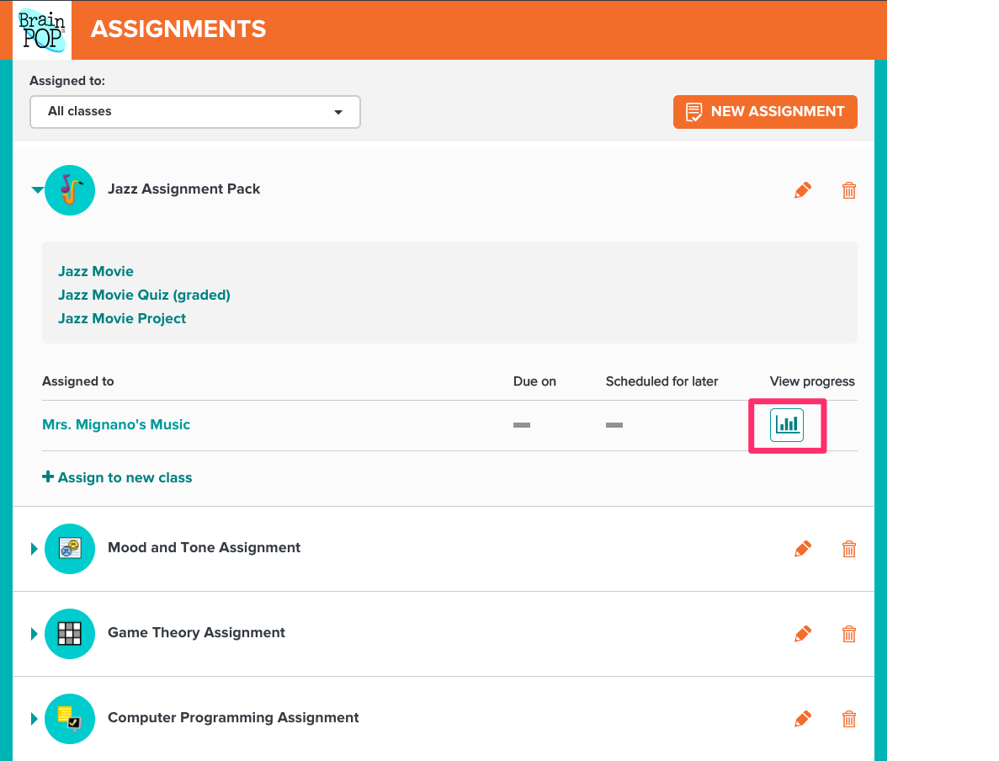 Brain
POP
ASSIGNMENTS
Assigned to:
All classes
NEW ASSIGNMENT
Jazz Assignment Pack
Jazz Movie
Jazz Movie Quiz (graded)
Jazz Movie Project
Assigned to Due on Scheduled for later View progress
Mrs. Mignano's Music
+ Assign to new class
Mood and Tone Assignment
Game Theory Assignment
Computer Programming Assignment